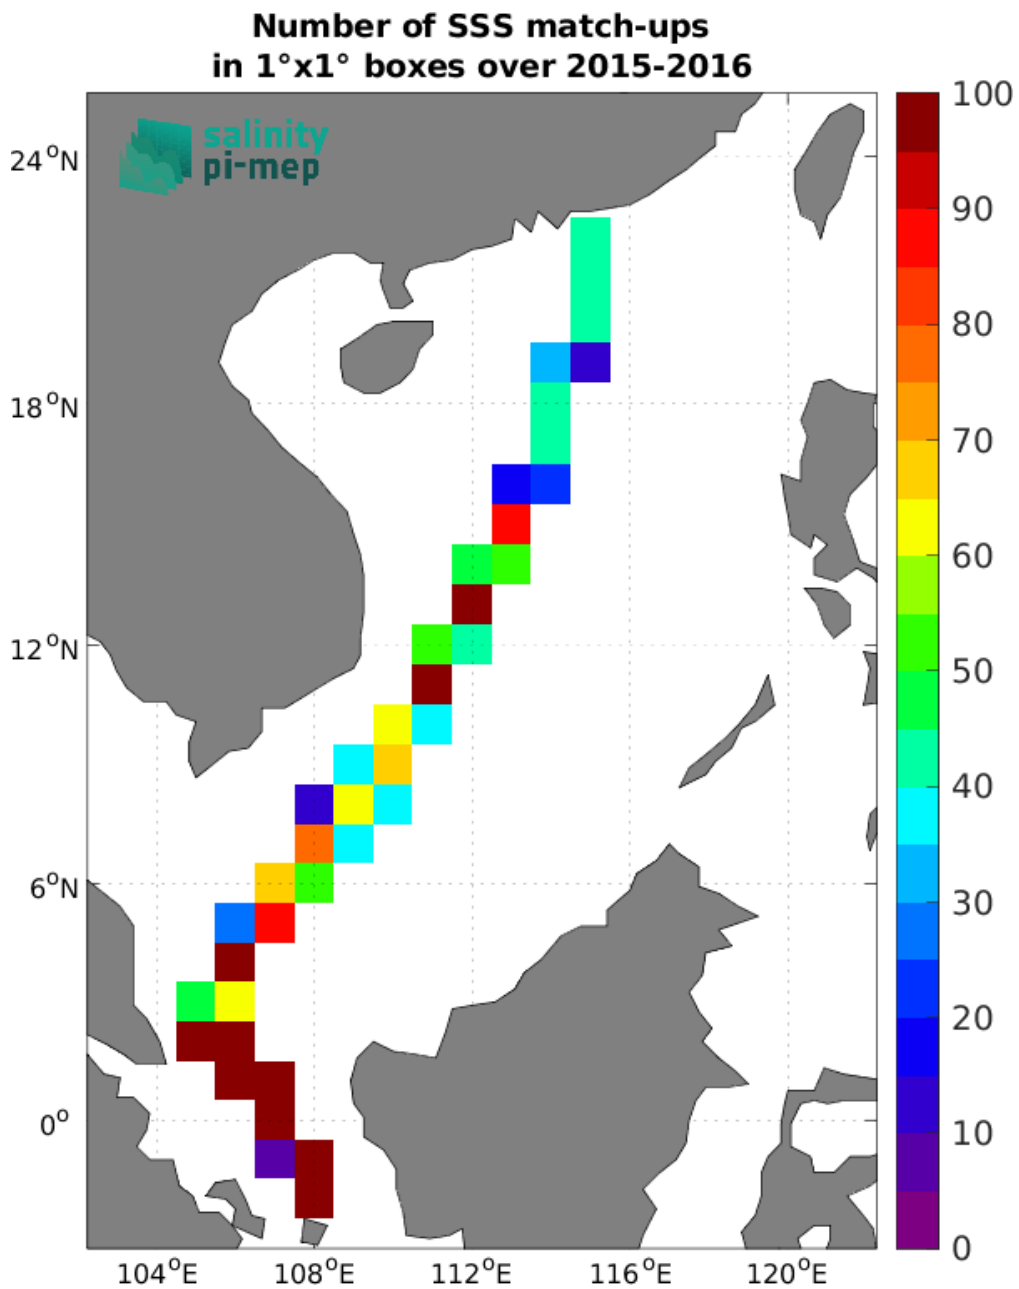 Number of SSS match-ups
in 1°x1° boxes over 2015-2016
salinity
pi-mep
24°N
18°N
12°N
6°N
0°
104°E 108°E 112°E 116°E 120°E
100
90
80
70
60
50
40
30
20
10
0